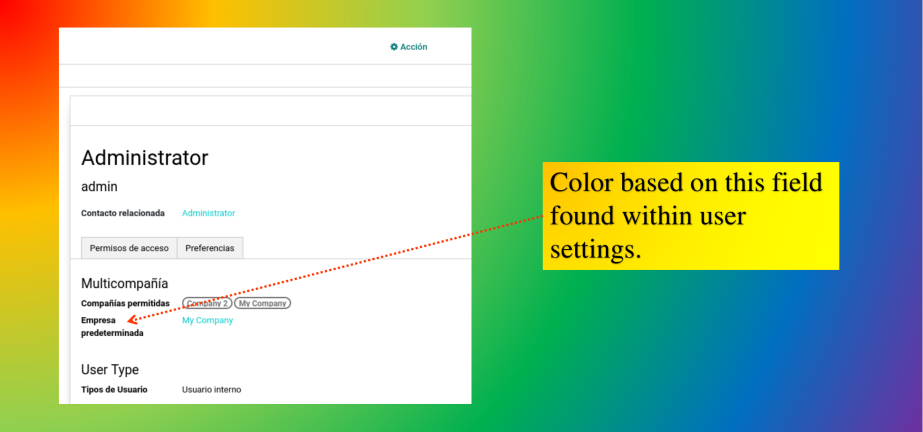 Acción
Administrator
admin
Contacto relacionada Administrator
Permisos de acceso Preferencias
Multicompañía
Compañías permitidas Company 2 My Company
Empresa My Company
predeterminada
User Type
Tipos de Usuario Usuario interno
Color based on this field
found within user
settings.